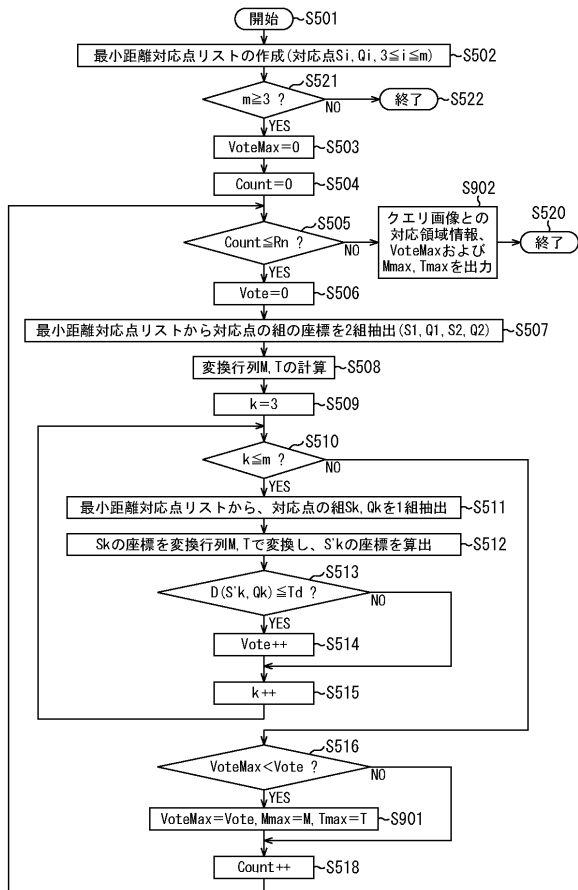 開始
S501
最小距離対応点リストの作成(対応点Si,Qi,3≦i≦m)
S502
m≧3 ?
S521
NO
終了
S522
YES
VoteMax=0
S503
Count=0
S504
Count≦Rn ?
S505
NO
S902
クエリ画像との
対応領域情報、
VoteMaxおよび
Mmax,Tmaxを出力
S520
終了
YES
Vote=0
S506
最小距離対応点リストから対応点の組の座標を2組抽出(S1,Q1,S2,Q2)
S507
変換行列M,Tの計算
S508
k=3
S509
k≦m ?
S510
NO
YES
最小距離対応点リストから、対応点の組Sk,Qkを1組抽出
S511
Skの座標を変換行列M,Tで変換し、S'kの座標を算出
S512
D(S'k,Qk)≦Td ?
S513
NO
YES
Vote++
S514
k++
S515
VoteMax<Vote ?
S516
NO
YES
VoteMax=Vote,Mmax=M,Tmax=T
S901
Count++
S518